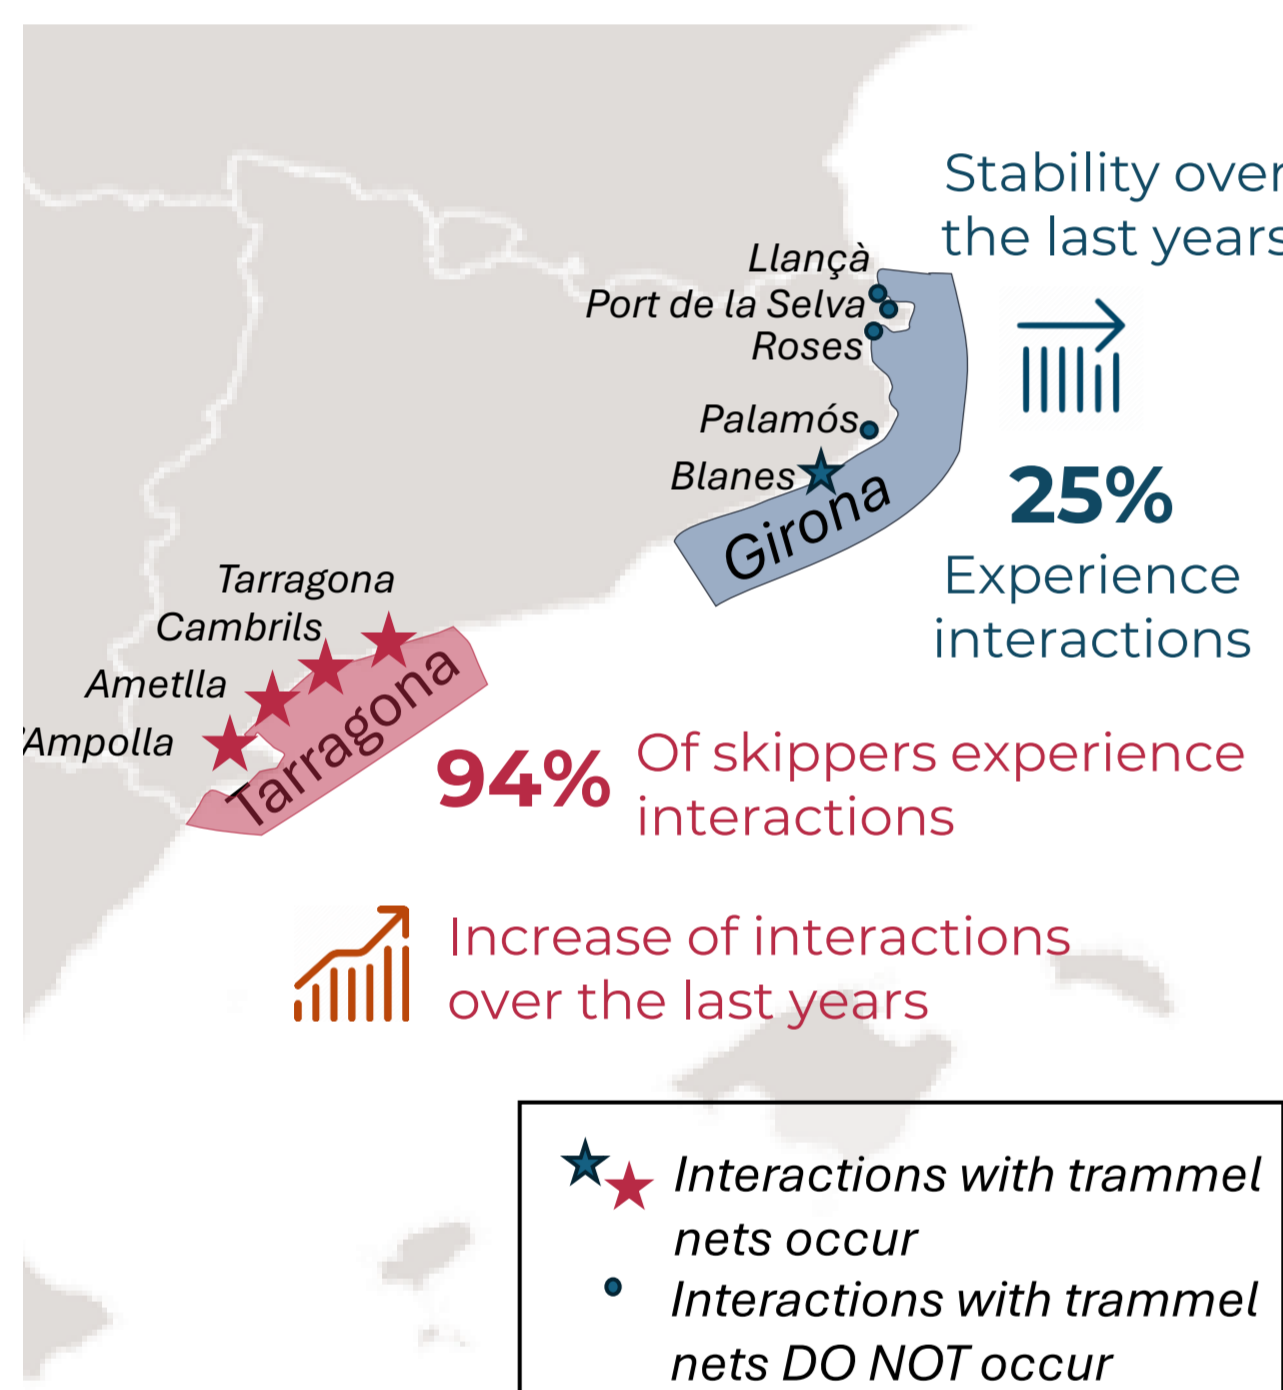 Stability over
the last years
Llançà
Port de la Selva
Roses
Palamós
Blanes
Girona
25%
Experience
interactions
Tarragona
Cambrils
Ametlla
'Ampolla
Tarragona
94%
Of skippers experience
interactions
Increase of interactions
over the last years
Interactions with trammel
nets occur
Interactions with trammel
nets DO NOT occur